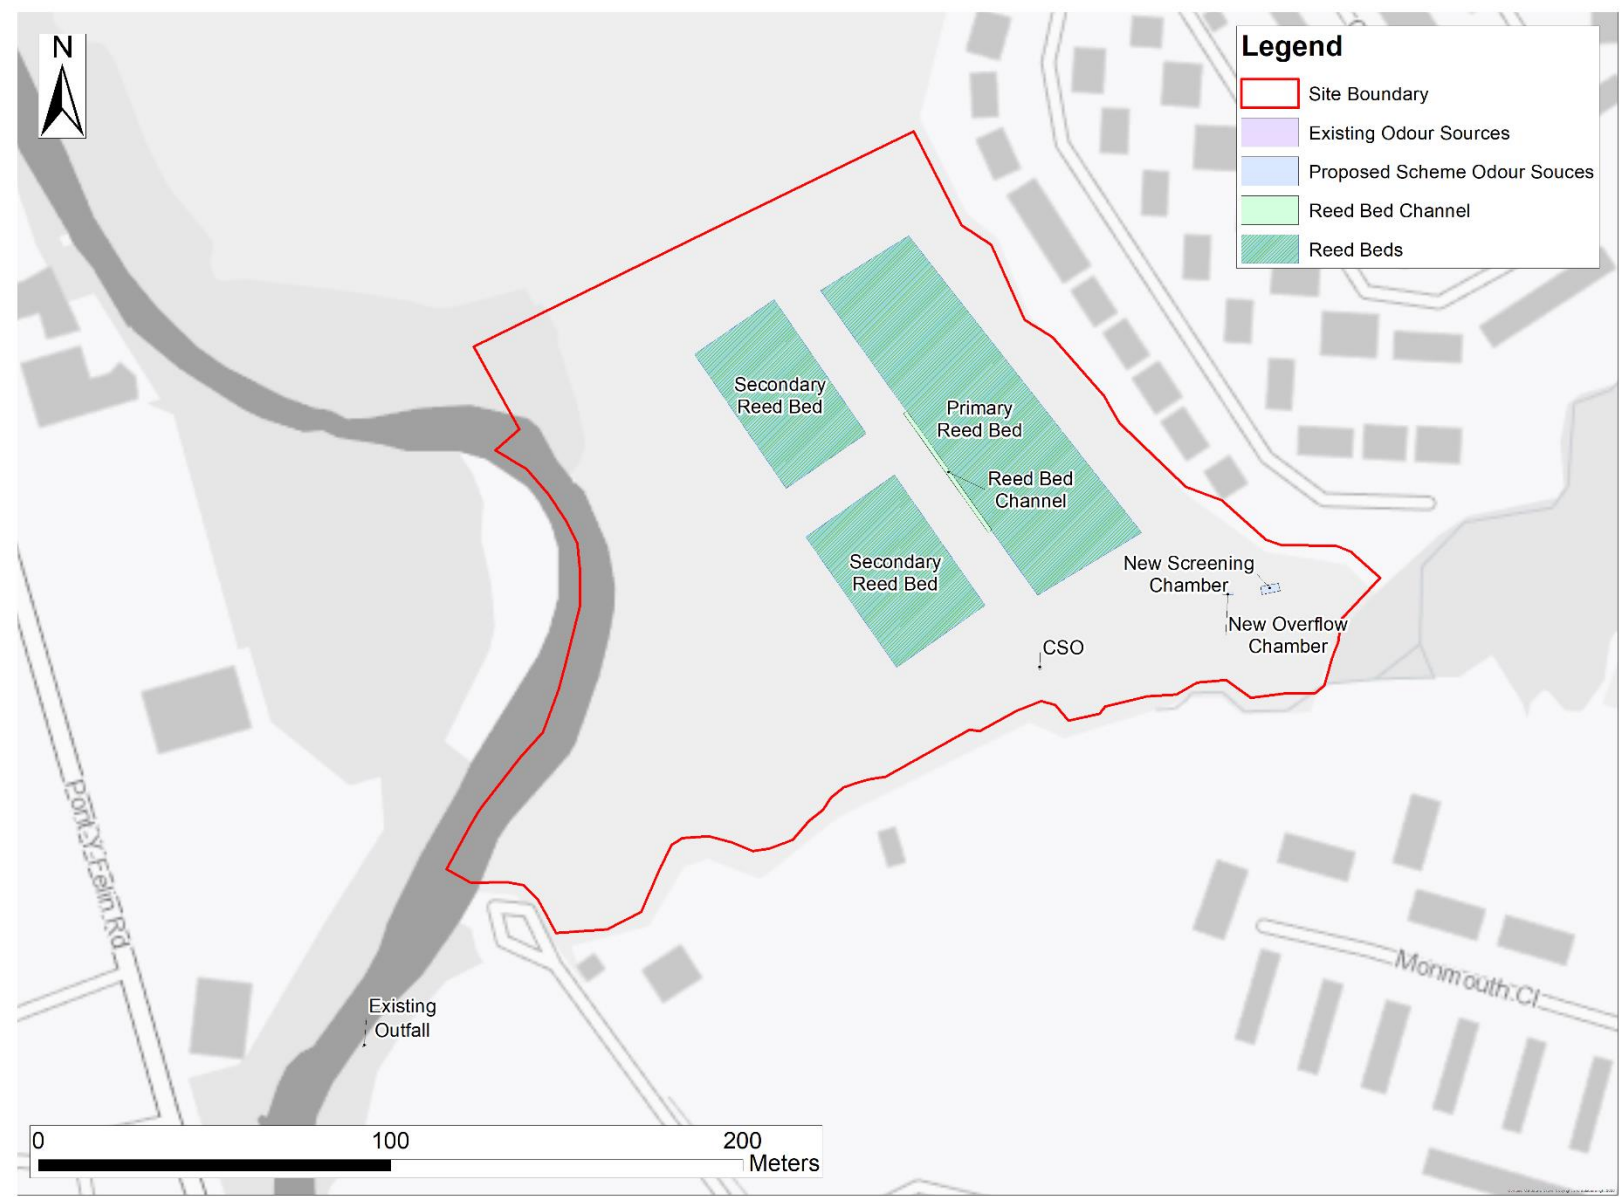 N
Legend
Site Boundary
Existing Odour Sources
Proposed Scheme Odour Souces
Reed Bed Channel
Reed Beds
Secondary
Reed Bed
Primary
Reed Bed
Reed Bed
Channel
Secondary
Reed Bed
New Screening
Chamber
New Overflow
Chamber
CSO
Pont-Y-Felin Rd
Monmouth Cl
Existing
Outfall
0 100 200
Meters